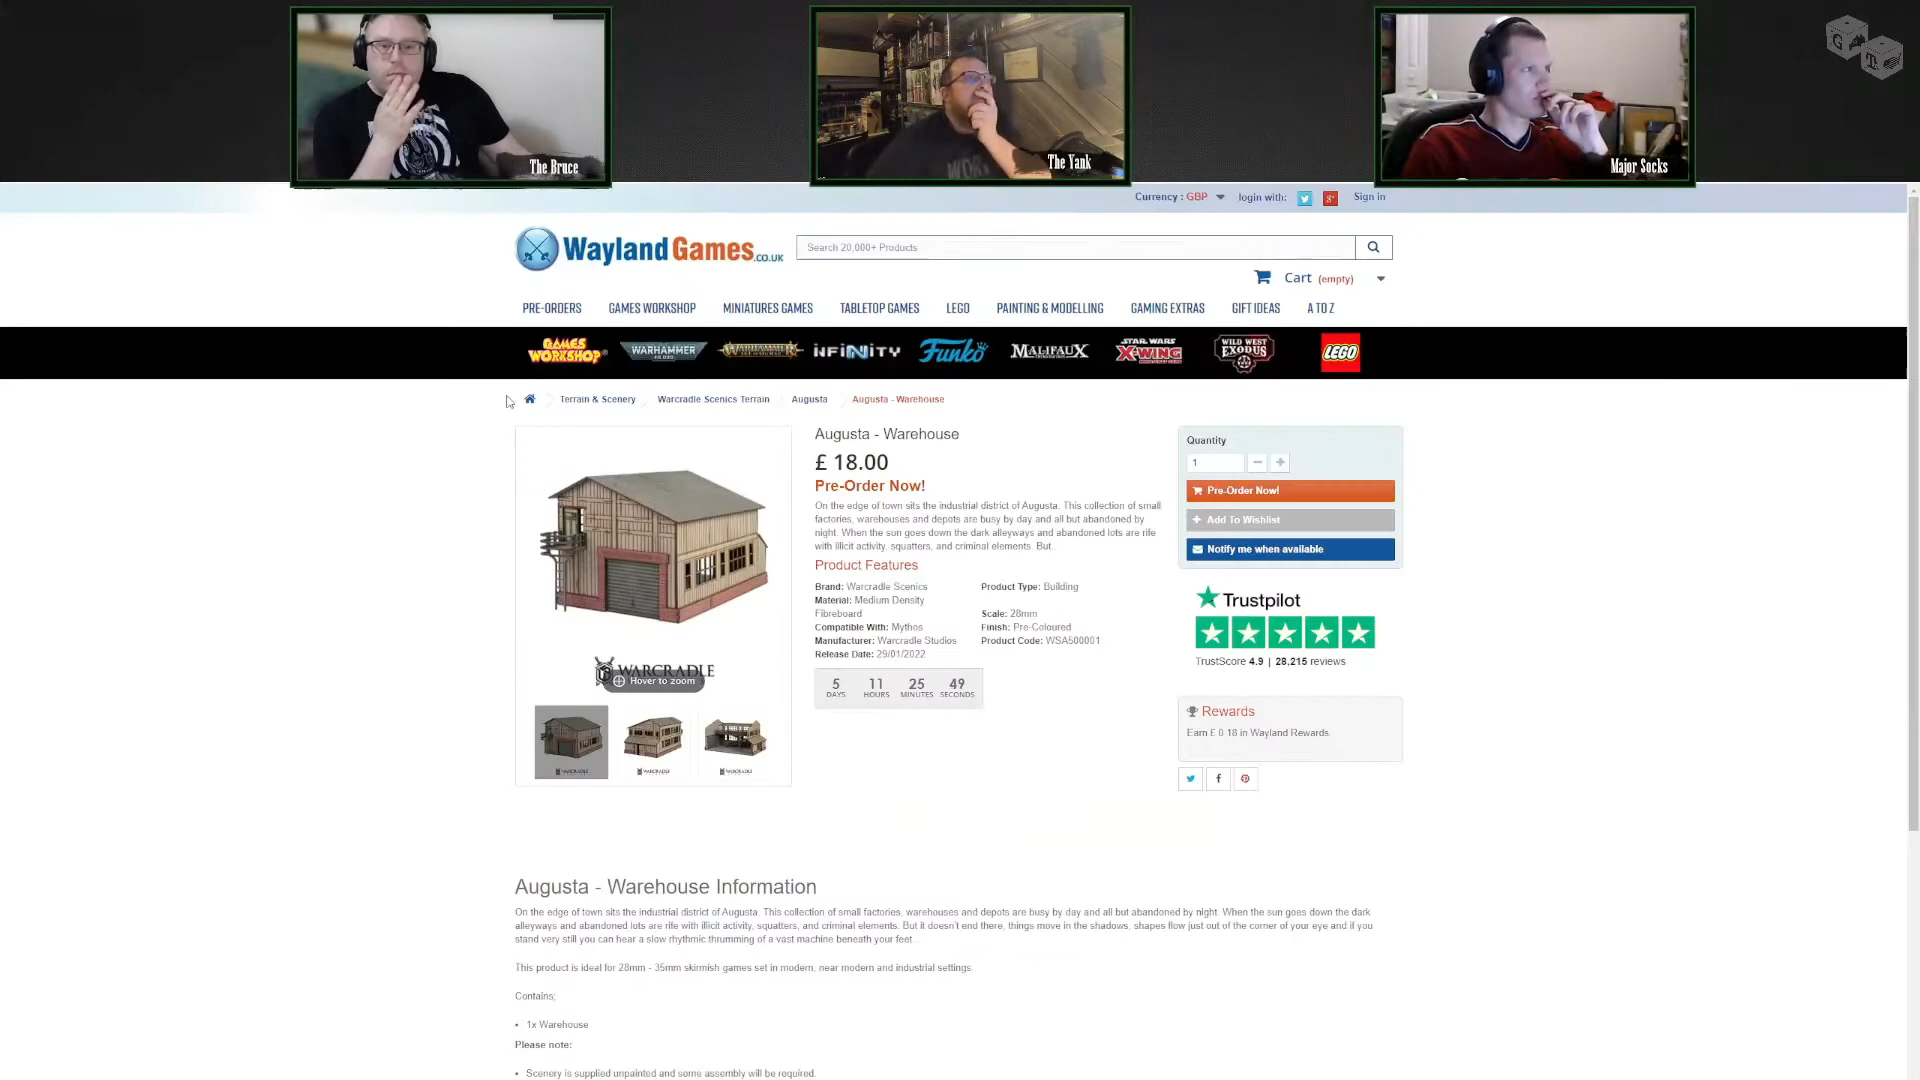 The Bruce
The Yank
Major Socks
Currency : GBP
login with:
Sign in
WaylandGames.CO.UK
Search 20,000+ Products
Cart (empty)
PRE-ORDERS GAMES WORKSHOP MINIATURES GAMES TABLETOP GAMES LEGO PAINTING & MODELLING GAMING EXTRAS GIFT IDEAS A TO Z
GAMES WORKSHOP WARHAMMER WARHAMMER INFINITY Funko MALIFAUX STAR WARS X-WING WILD WEST EXODUS LEGO
Terrain & Scenery Warcradle Scenics Terrain Augusta Augusta - Warehouse
WARCRADLE
Hover to zoom
WARCRADLE WARCRADLE WARCRADLE
Augusta - Warehouse
£ 18.00
Pre-Order Now!
On the edge of town sits the industrial district of Augusta. This collection of small
factories, warehouses and depots are busy by day and all but abandoned by
night. When the sun goes down the dark alleyways and abandoned lots are rife
with illicit activity, squatters, and criminal elements. But..
Product Features
Brand: Warcradle Scenics
Product Type: Building
Material: Medium Density
Fibreboard
Scale: 28mm
Compatible With: Mythos
Finish: Pre-Coloured
Manufacturer: Warcradle Studios
Product Code: WSA500001
Release Date: 29/01/2022
5 11 25 49
DAYS HOURS MINUTES SECONDS
Quantity
1
Pre-Order Now!
Add To Wishlist
Notify me when available
Trustpilot
TrustScore 4.9 | 28,215 reviews
Rewards
Earn £ 0.18 in Wayland Rewards.
Augusta - Warehouse Information
On the edge of town sits the industrial district of Augusta. This collection of small factories, warehouses and depots are busy by day and all but abandoned by night. When the sun goes down the dark
alleyways and abandoned lots are rife with illicit activity, squatters, and criminal elements. But it doesn't end there, things move in the shadows, shapes flow just out of the corner of your eye and if you
stand very still you can hear a slow rhythmic thrumming of a vast machine beneath your feet...
This product is ideal for 28mm - 35mm skirmish games set in modern, near modern and industrial settings.
Contains;
• 1x Warehouse
Please note:
• Scenery is supplied unpainted and some assembly will be required.